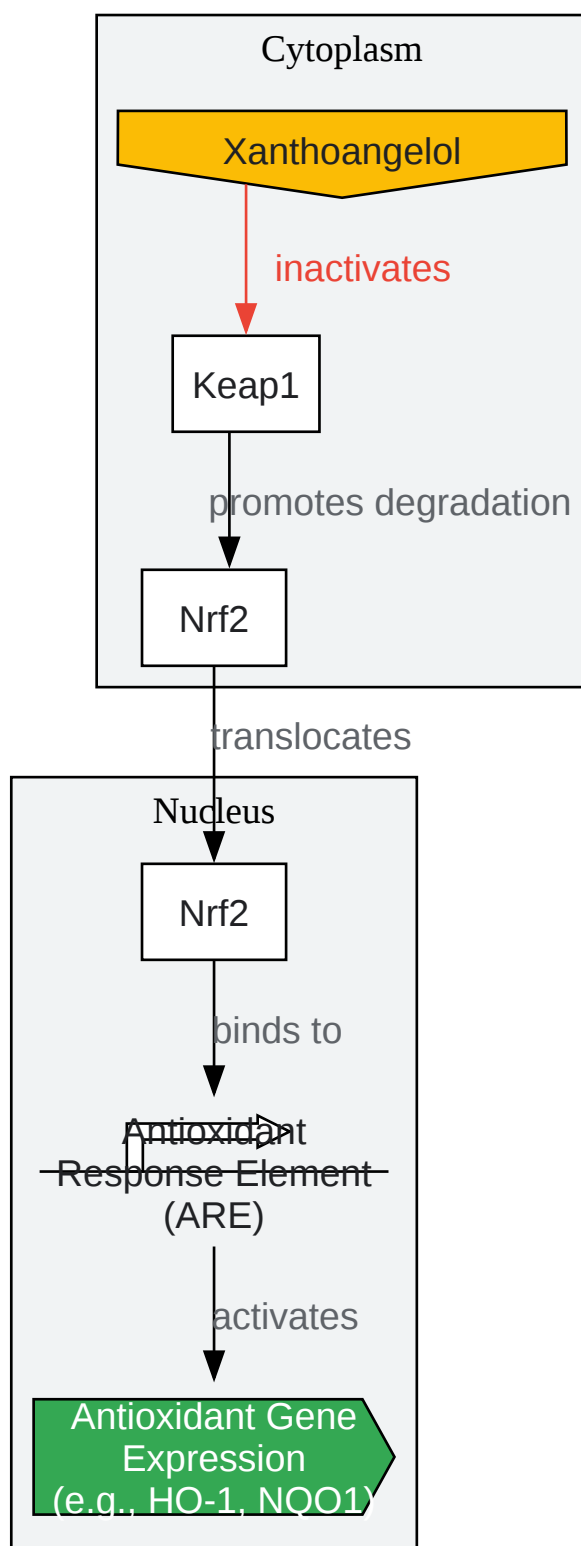 Cytoplasm
Xanthoangelol
inactivates
Keap1
promotes degradation
Nrf2
translocates
Nucleus
Nrf2
binds to
Antioxidant
Response Element
(ARE)
activates
Antioxidant Gene
Expression
(e.g., HO-1, NQO1)